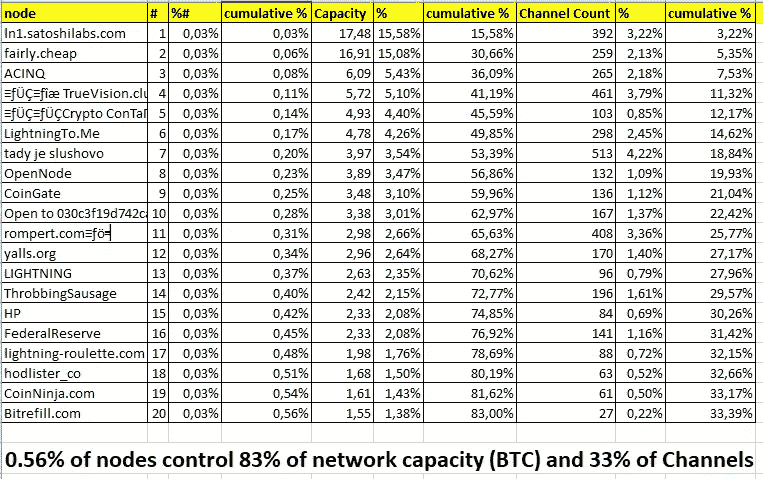 node # %# cumulative % Capacity % cumulative % Channel Count % cumulative %
ln1.satoshilabs.com 1 0,03% 0,03% 17,48 15,58% 15,58% 392 3,22% 3,22%
fairly.cheap 2 0,03% 0,06% 16,91 15,08% 30,66% 259 2,13% 5,35%
ACINQ 3 0,03% 0,08% 6,09 5,43% 36,09% 265 2,18% 7,53%
≡ƒÜÇ≡ƒîæ TrueVision.clu 4 0,03% 0,11% 5,72 5,10% 41,19% 461 3,79% 11,32%
≡ƒÜÇ≡ƒÜÇCrypto 5 0,03% 0,14% 4,93 4,40% 45,59% 103 0,85% 12,17%
LightningTo.Me 6 0,03% 0,17% 4,78 4,26% 49,85% 298 2,45% 14,62%
tady je slushovo 7 0,03% 0,20% 3,97 3,54% 53,39% 513 4,22% 18,84%
OpenNode 8 0,03% 0,23% 3,89 3,47% 56,86% 132 1,09% 19,93%
CoinGate 9 0,03% 0,25% 3,48 3,10% 59,96% 136 1,12% 21,04%
Open to 030c3f19d742ca 10 0,03% 0,28% 3,38 3,01% 62,97% 167 1,37% 22,42%
rompert.com≡ƒö 11 0,03% 0,31% 2,98 2,66% 65,63% 408 3,36% 25,77%
yalls.org 12 0,03% 0,34% 2,96 2,64% 68,27% 170 1,40% 27,17%
LIGHTNING 13 0,03% 0,37% 2,63 2,35% 70,62% 96 0,79% 27,96%
ThrobbingSausage 14 0,03% 0,40% 2,42 2,15% 72,77% 196 1,61% 29,57%
HP 15 0,03% 0,42% 2,33 2,08% 74,85% 84 0,69% 30,26%
FederalReserve 16 0,03% 0,45% 2,33 2,08% 76,92% 141 1,16% 31,42%
lightning-roulette.com 17 0,03% 0,48% 1,98 1,76% 78,69% 88 0,72% 32,15%
hodlister_co 18 0,03% 0,51% 1,68 1,50% 80,19% 63 0,52% 32,66%
CoinNinja.com 19 0,03% 0,54% 1,61 1,43% 81,62% 61 0,50% 33,17%
Bitrefill.com 20 0,03% 0,56% 1,55 1,38% 83,00% 27 0,22% 33,39%
0.56% of nodes control 83% of network capacity (BTC) and 33% of Channels